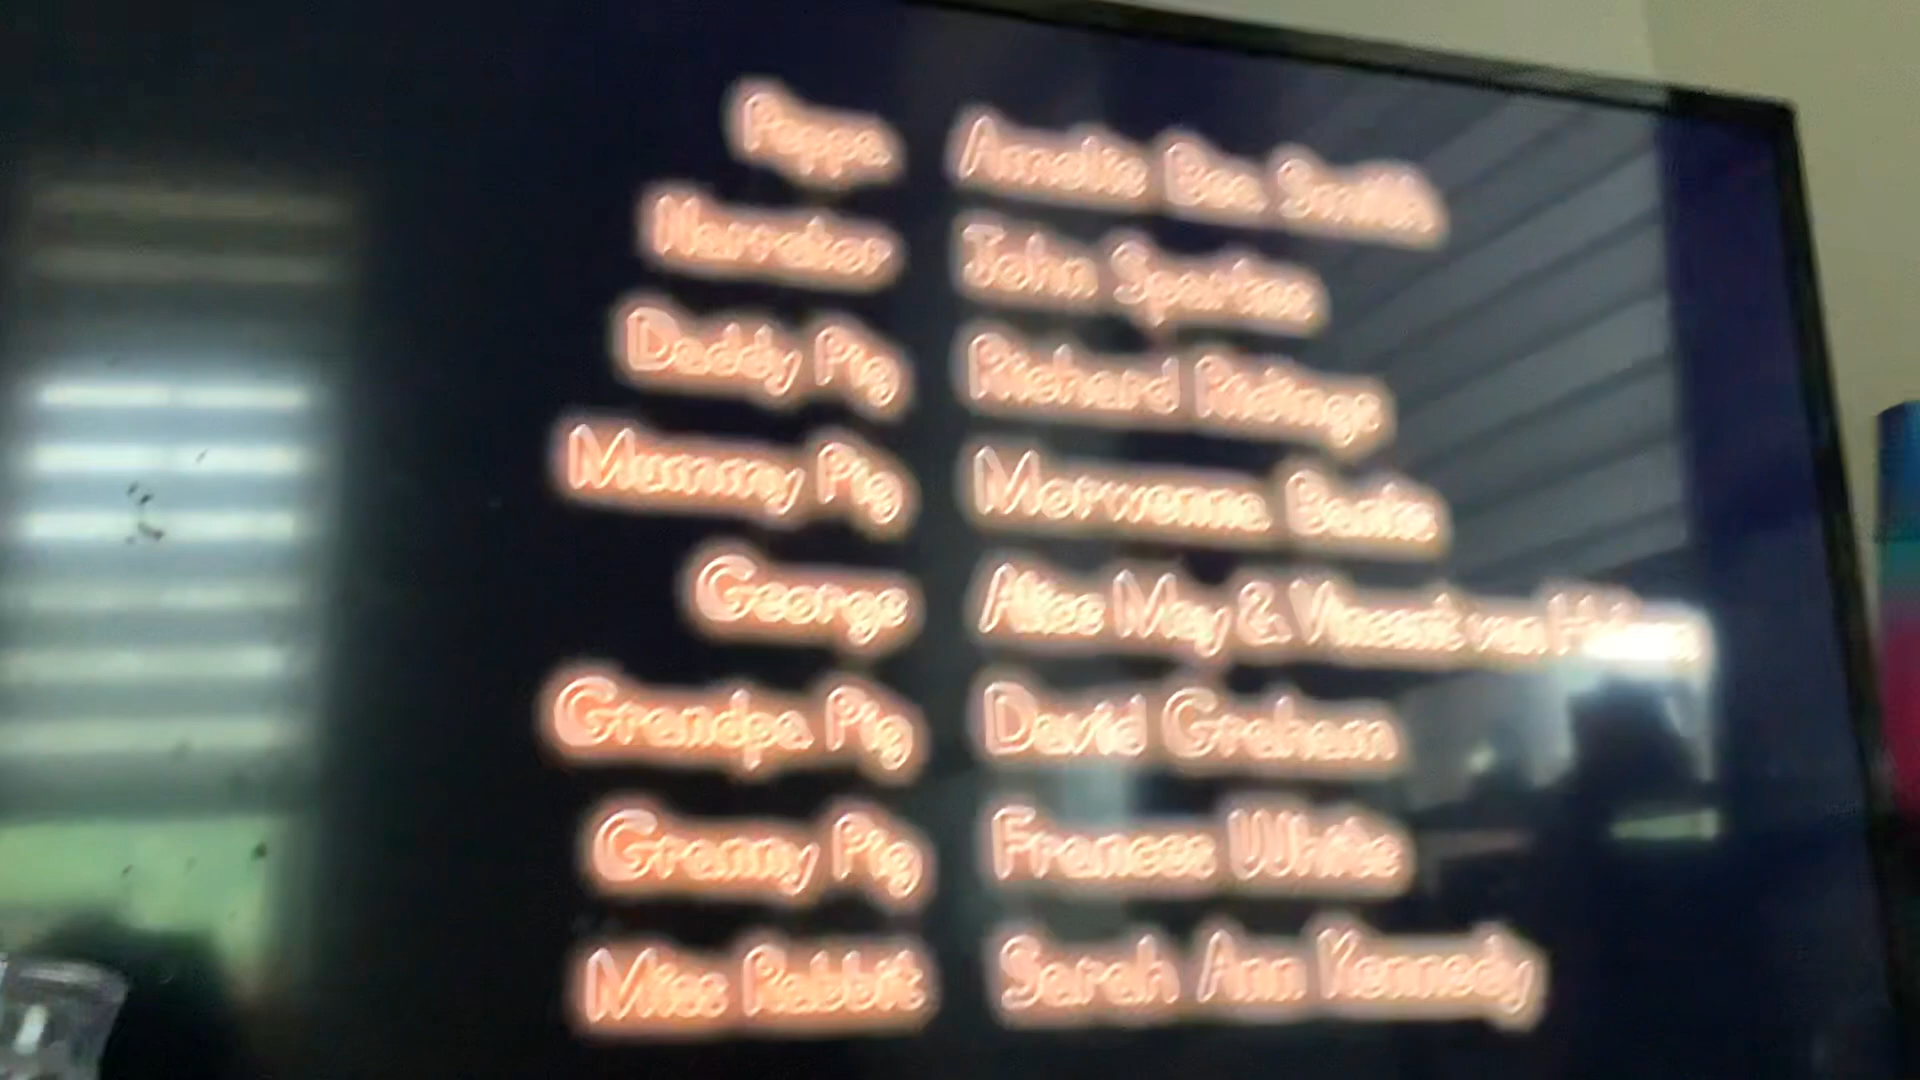 Peppa Amelie Bea Smith
Narrator John Sparkes
Daddy Pig Richard Ridings
Mummy Pig Morwenna Banks
George Alice May & Vincent van
Grandpa Pig David Graham
Granny Pig Frances White
Miss Rabbit Sarah Ann Kennedy